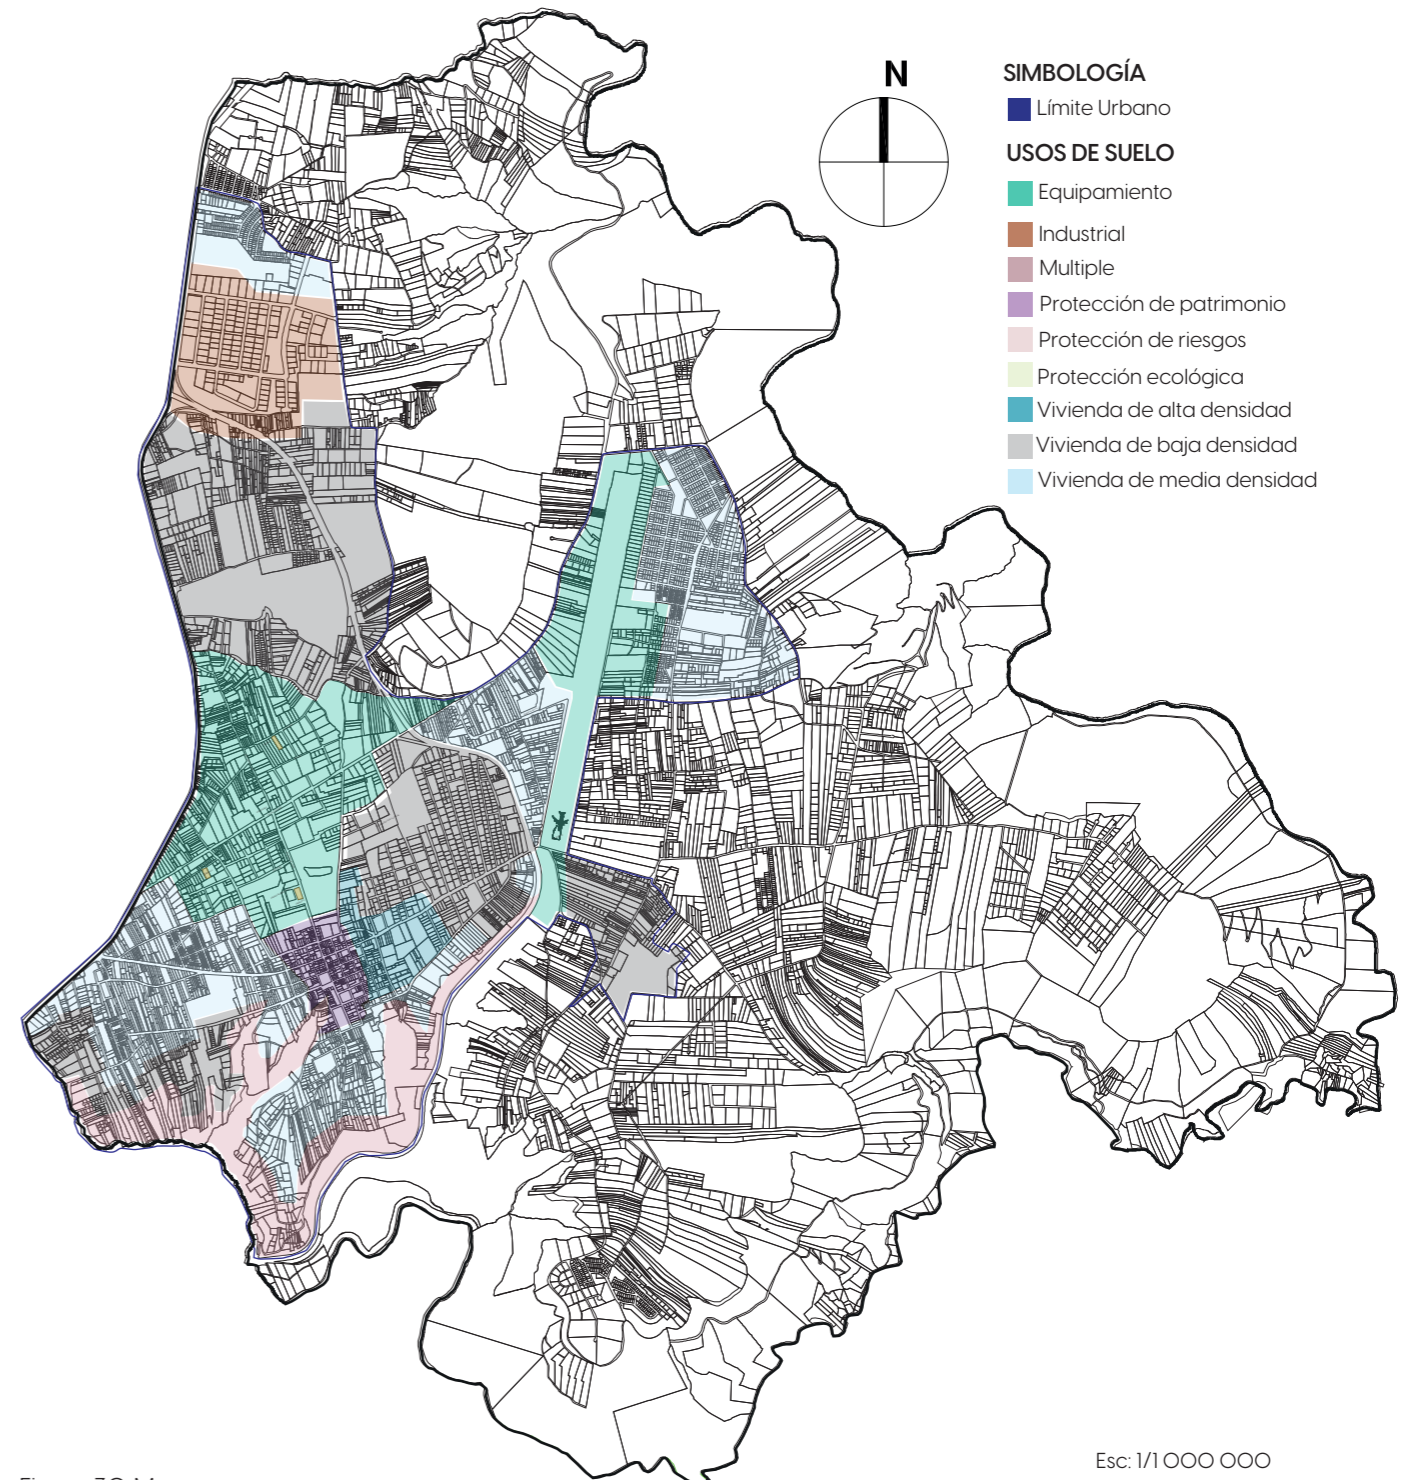 N
SIMBOLOGÍA
Límite Urbano
USOS DE SUELO
Equipamiento
Industrial
Multiple
Protección de patrimonio
Protección de riesgos
Protección ecológica
Vivienda de alta densidad
Vivienda de baja densidad
Vivienda de media densidad
Esc: 1/1 000 000